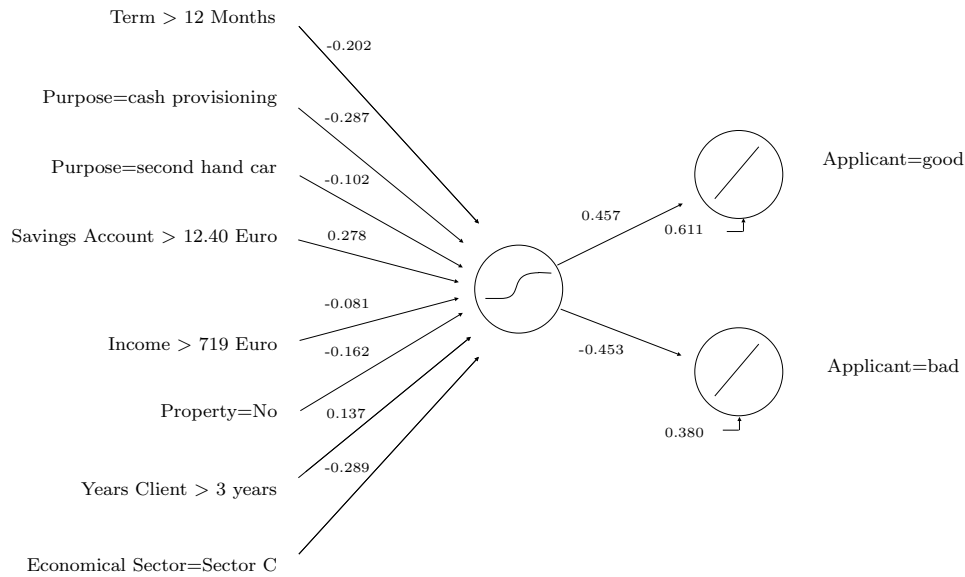 Term > 12 Months
-0.202
Purpose=cash provisioning
-0.287
Purpose=second hand car
-0.102
Savings Account > 12.40 Euro
0.278
-0.081
Income > 719 Euro
-0.162
Property=No
0.137
-0.289
Years Client > 3 years
Economical Sector=Sector C
0.457
0.611
Applicant=good
-0.453
Applicant=bad
0.380